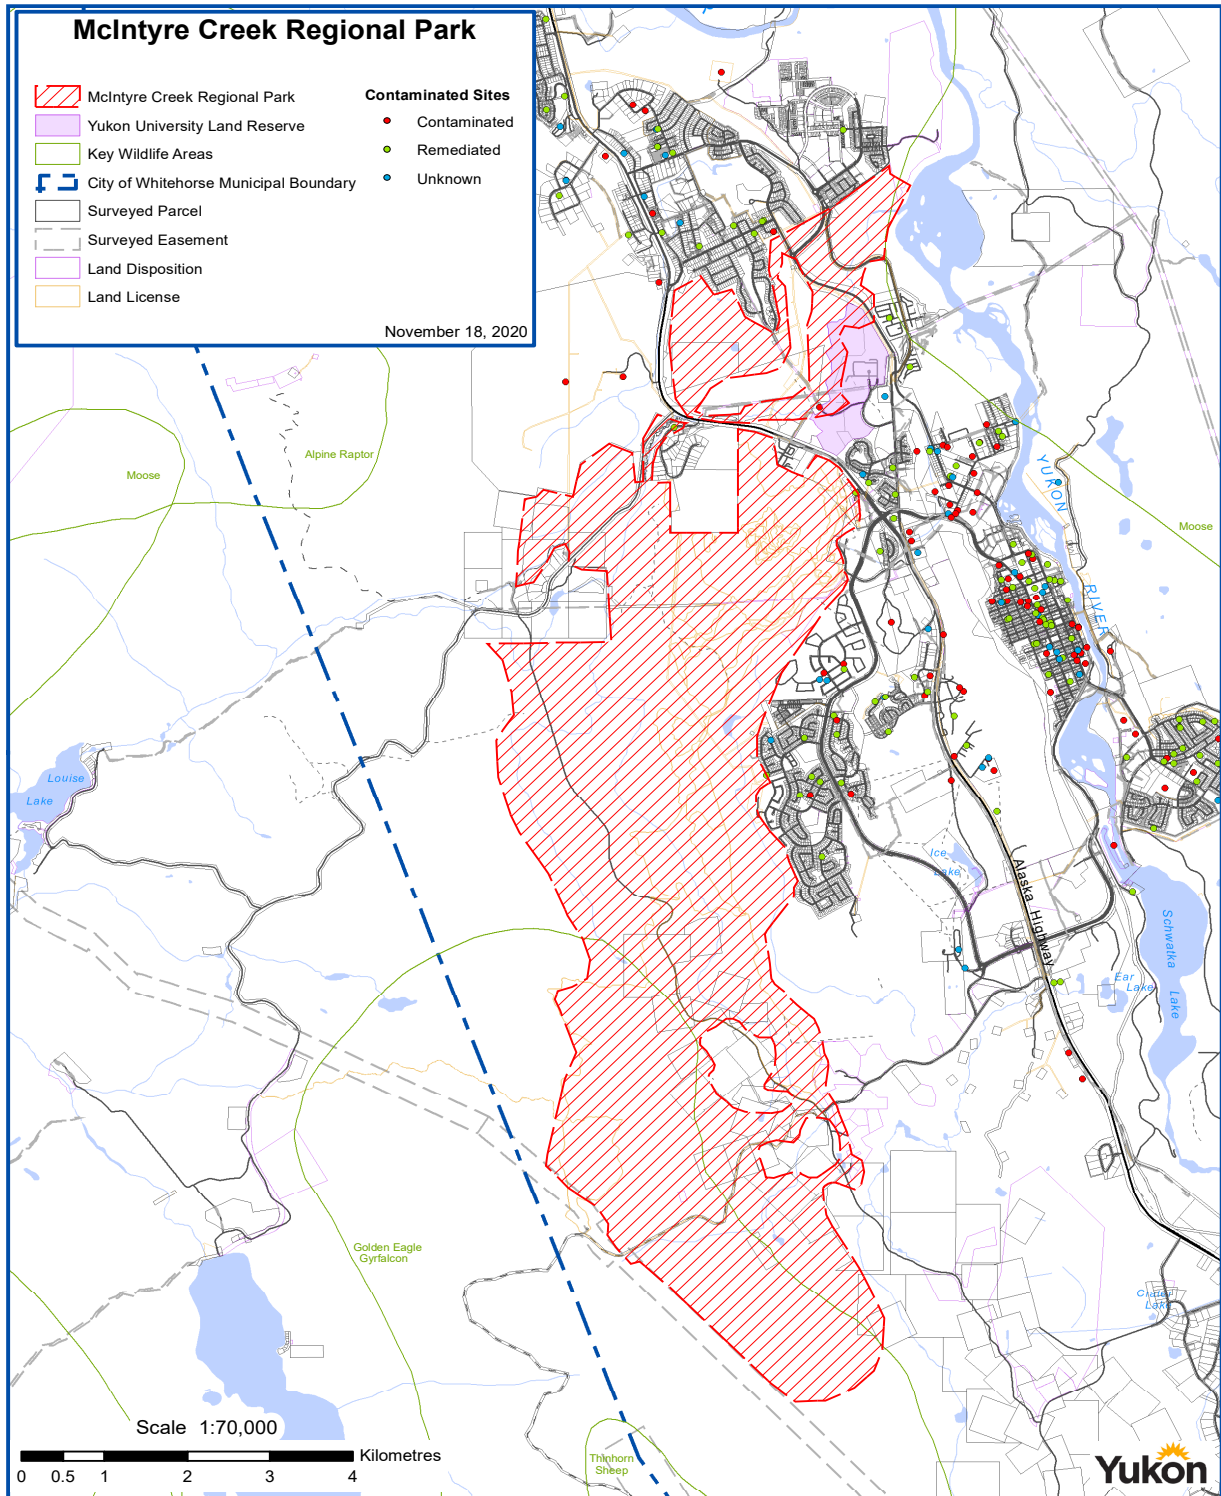 McIntyre Creek Regional Park
McIntyre Creek Regional Park
Yukon University Land Reserve
Key Wildlife Areas
City of Whitehorse Municipal Boundary
Surveyed Parcel
Surveyed Easement
Land Disposition
Land License
Contaminated Sites
Contaminated
Remediated
Unknown
November 18, 2020
Moose
Alpine Raptor
YUKON
RIVER
Moose
Louise
Lake
Ice
Lake
Alaska Highway
Schwatka Lake
Ear
Lake
Golden Eagle
Gyrfalcon
Lake
Thinhorn
Sheep
Scale 1:70,000
Kilometres
0 0.5 1 2 3 4
Yukon